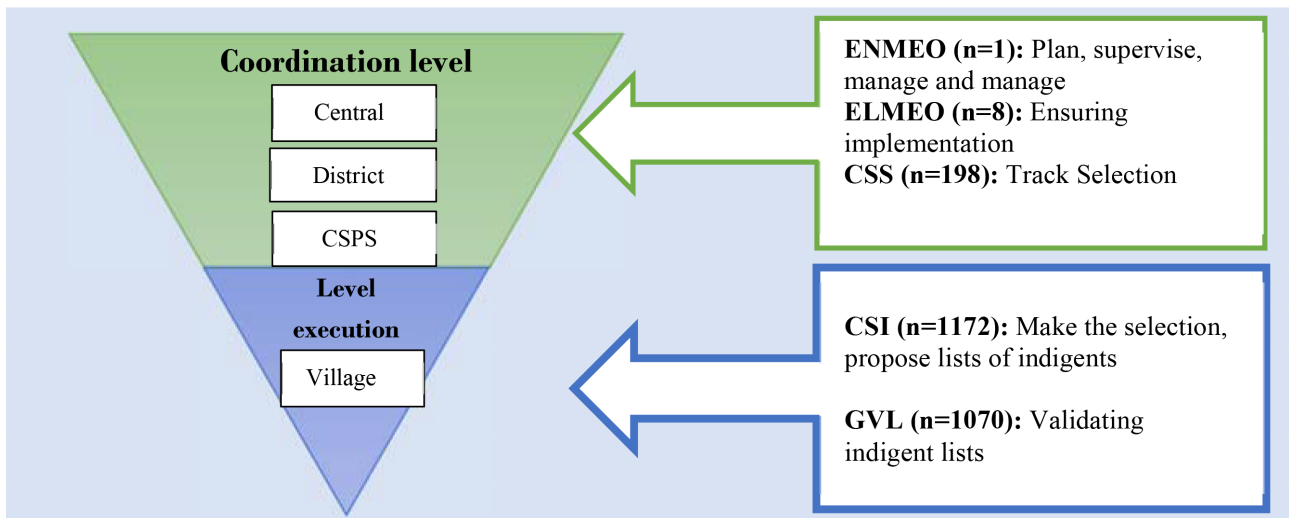 Coordination level
Central
District
CSPS
Level
execution
Village
ENMEO (n=1): Plan, supervise,
manage and manage
ELMEO (n=8): Ensuring
implementation
CSS (n=198): Track Selection
CSI (n=1172): Make the selection,
propose lists of indigents
GVL (n=1070): Validating
indigent lists